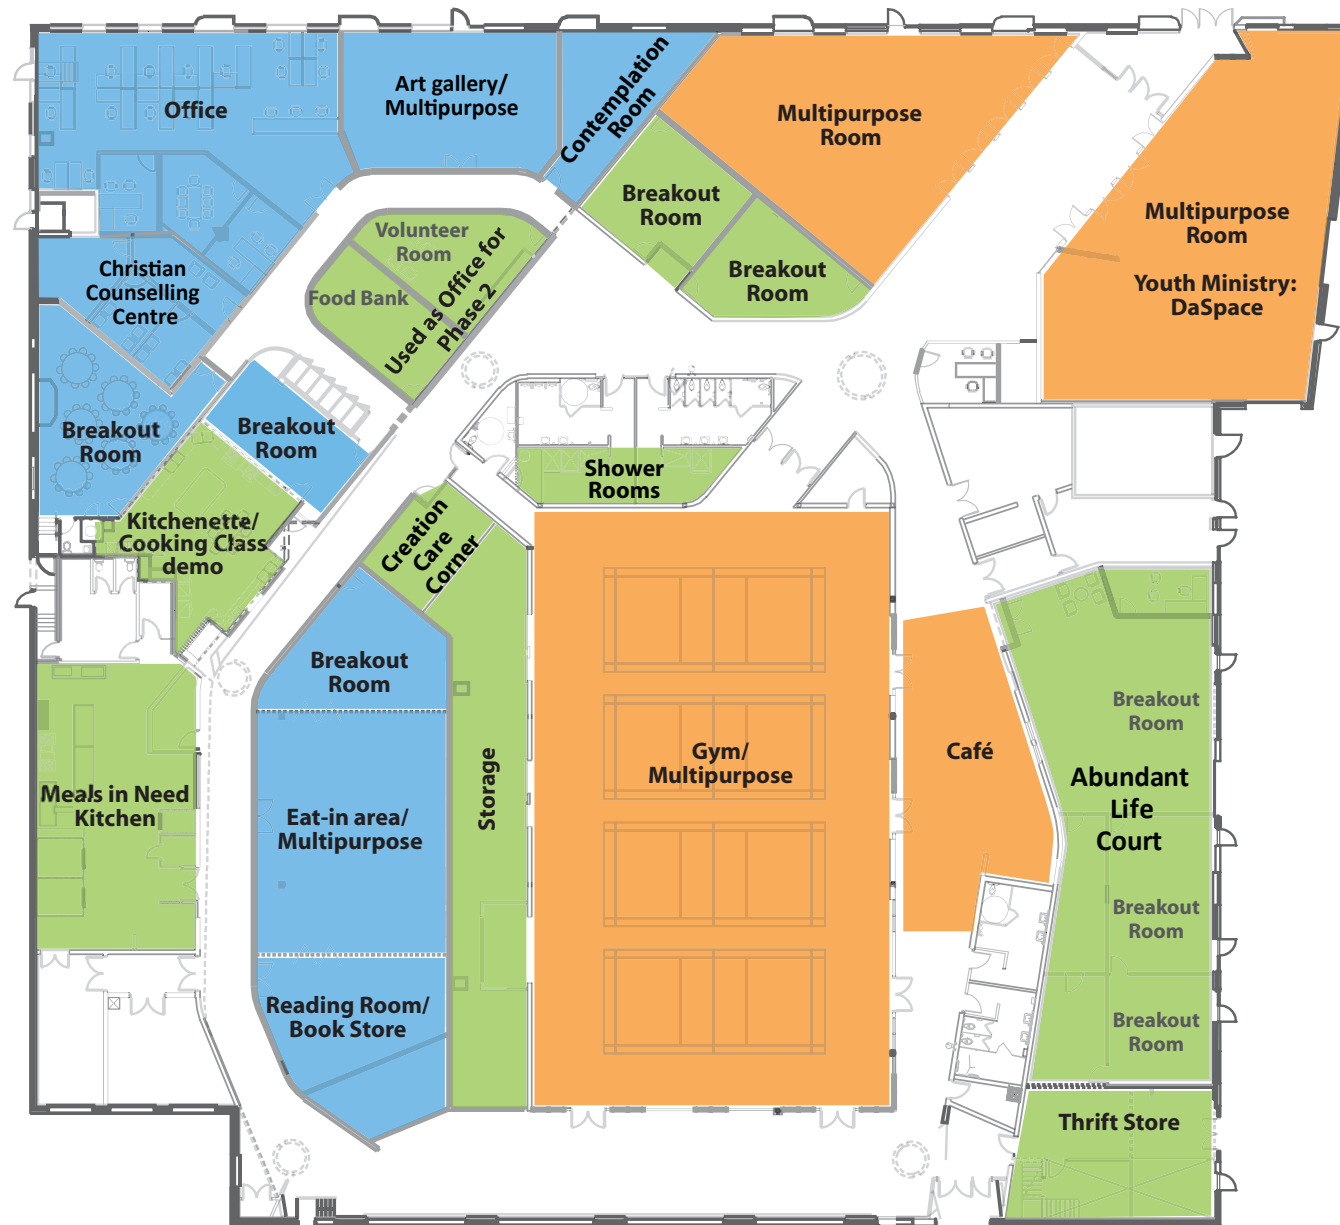 Office
Art gallery/
Multipurpose
Contemplation
Room
Multipurpose
Room
Breakout
Room
Breakout
Room
Multipurpose
Room
Youth Ministry:
DaSpace
Volunteer
Room
Food Bank
Used as Office for
Phase 2
Christian
Counselling
Centre
Breakout
Room
Breakout
Room
Kitchenette/
Cooking Class
demo
Shower
Rooms
Creation
Care
Corner
Breakout
Room
Storage
Gym/
Multipurpose
Café
Breakout
Room
Abundant
Life
Court
Breakout
Room
Breakout
Room
Meals in Need
Kitchen
Eat-in area/
Multipurpose
Reading Room/
Book Store
Thrift Store